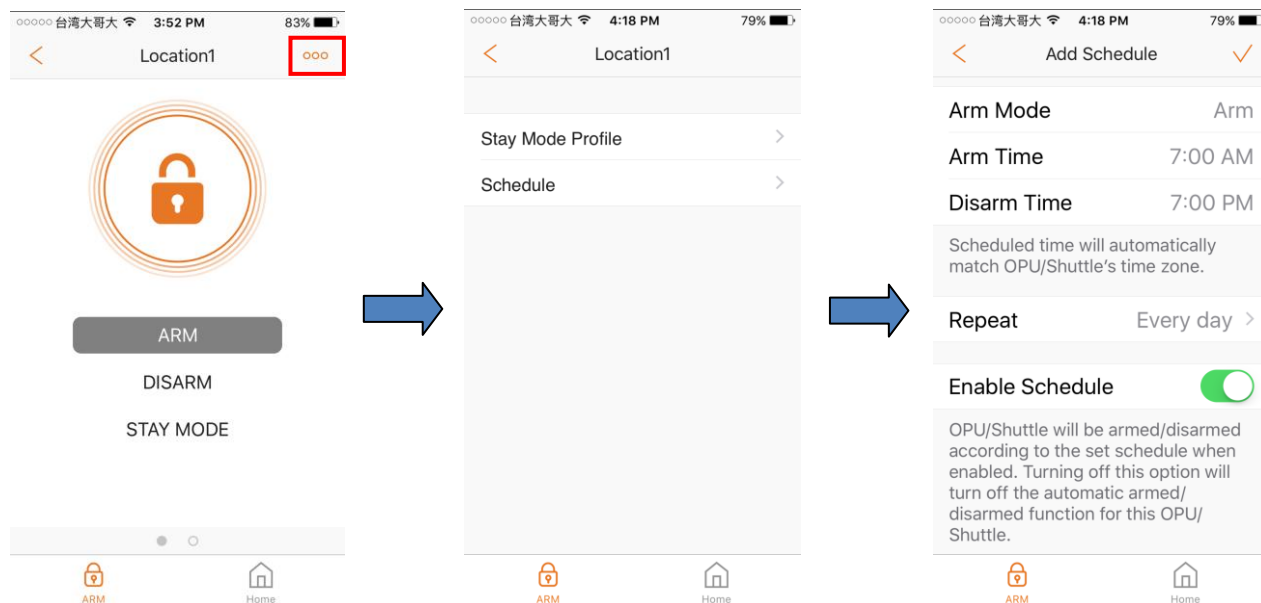 ooooo 台湾大哥大 3:52 PM 83%
Location1
ARM
DISARM
STAY MODE
ARM Home
ooooo 台湾大哥大 4:18 PM 79%
Location1
Stay Mode Profile
Schedule
ARM Home
ooooo 台湾大哥大 4:18 PM 79%
Add Schedule
Arm Mode Arm
Arm Time 7:00 AM
Disarm Time 7:00 PM
Scheduled time will automatically
match OPU/Shuttle's time zone.
Repeat Every day
Enable Schedule
OPU/Shuttle will be armed/disarmed
according to the set schedule when
enabled. Turning off this option will
turn off the automatic armed/
disarmed function for this OPU/
Shuttle.
ARM Home